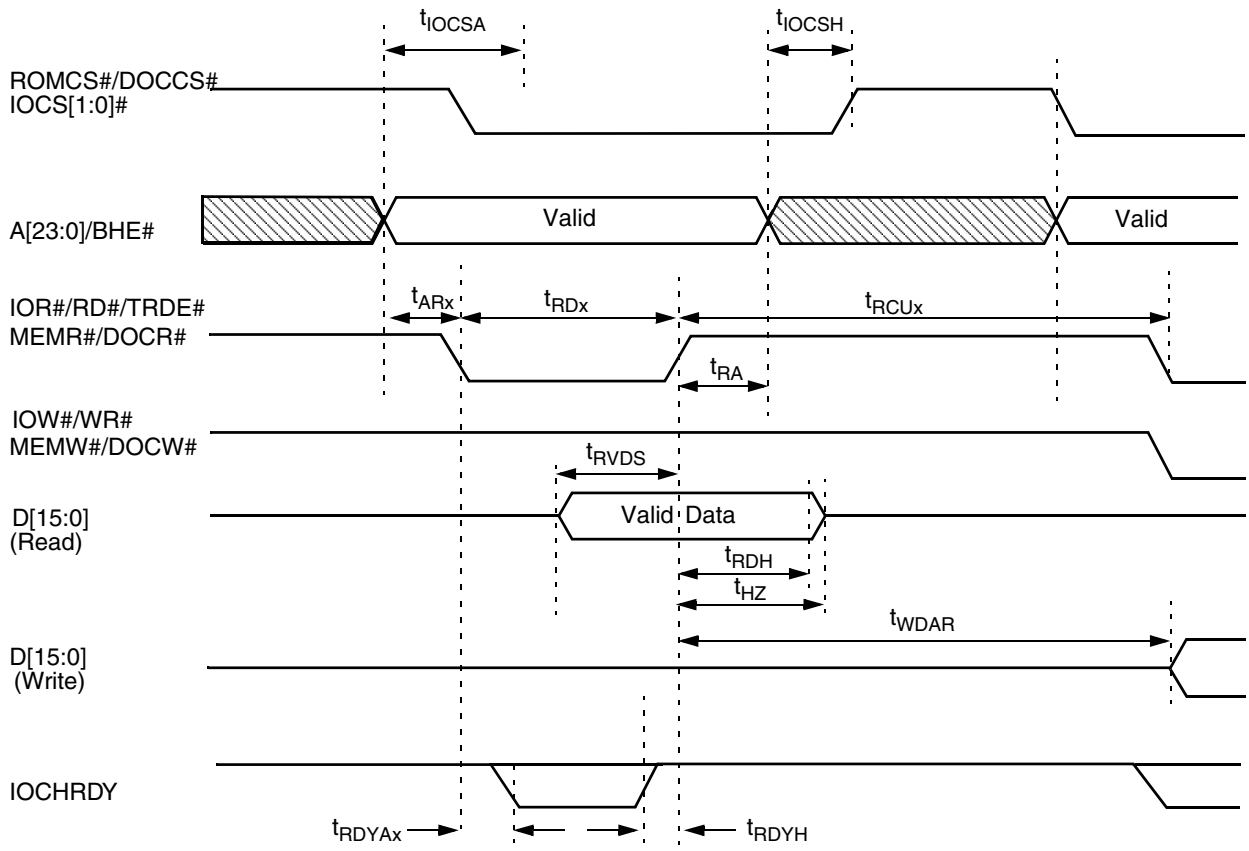 tIOCSA
tIOCSH
ROMCS#/DOCCS#
IOCS[1:0]#
A[23:0]/BHE#
Valid
Valid
IOR#/RD#/TRDE#
MEMR#/DOCR#
tARx
tRDx
tRCUx
tRA
IOW#/WR#
MEMW#/DOCW#
tRVDS
D[15:0]
(Read)
Valid Data
tRDH
tHZ
tWDAR
D[15:0]
(Write)
IOCHRDY
tRDYAx
tRDYH